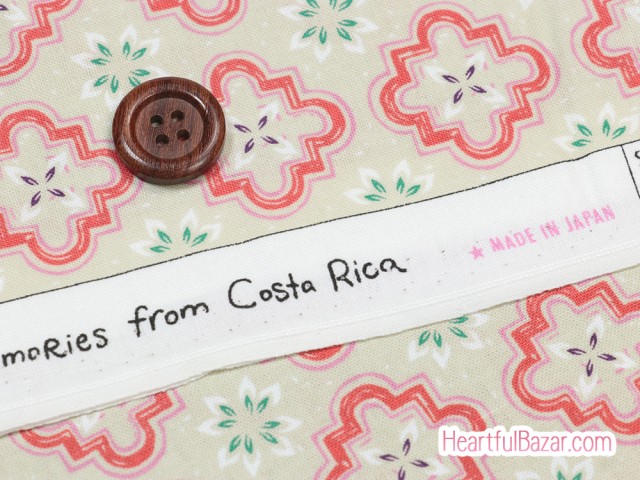 moRies from Costa Rica
★ MADE IN JAPAN
HeartfulBazar.com